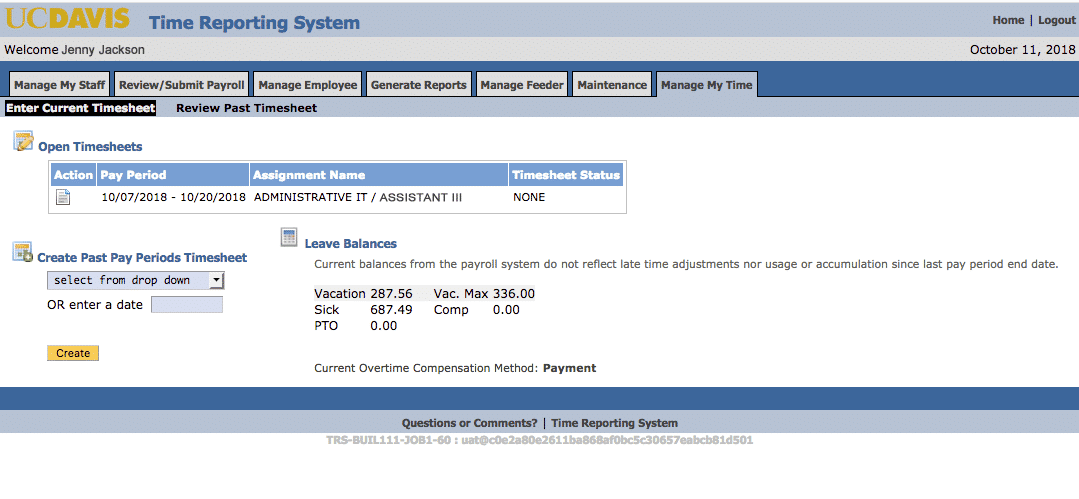 UCDAVIS Time Reporting System
Home | Logout
Welcome Jenny Jackson
October 11, 2018
Manage My Staff Review/Submit Payroll Manage Employee Generate Reports Manage Feeder Maintenance Manage My Time
Enter Current Timesheet Review Past Timesheet
Open Timesheets
Action Pay Period Assignment Name Timesheet Status
10/07/2018 - 10/20/2018 ADMINISTRATIVE IT / ASSISTANT III NONE
Create Past Pay Periods Timesheet
select from drop down
OR enter a date
Create
Leave Balances
Current balances from the payroll system do not reflect late time adjustments nor usage or accumulation since last pay period end date.
Vacation 287.56 Vac. Max 336.00
Sick 687.49 Comp 0.00
PTO 0.00
Current Overtime Compensation Method: Payment
Questions or Comments? | Time Reporting System
TRS-BUIL111-JOB1-60 : uat@c0e2a80e2611ba868af0bc5c30657eabcb81d501